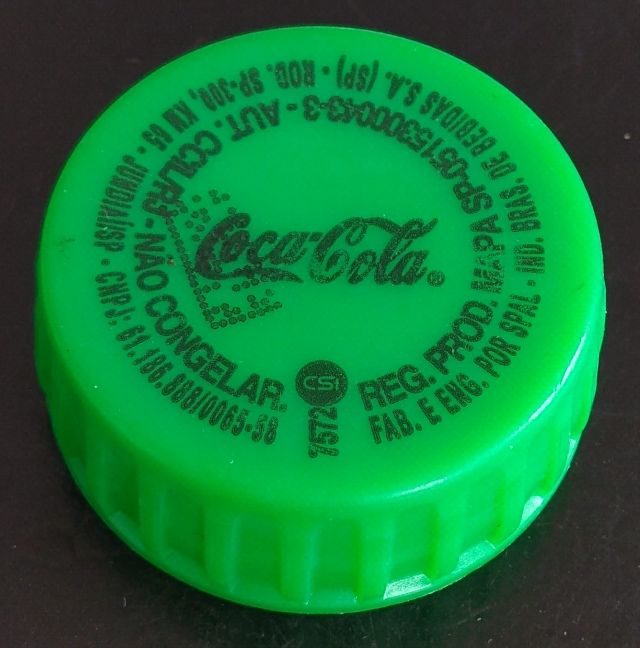 Coca-Cola®
REG. PROD. MAPA SP-05153000043-3 - AUT. CCILRJ - NÃO CONGELAR.
FAB. E ENG. POR SPAL - IND. BRAS. DE BEBIDAS S.A. (SP) - ROD. SP-300, KM 65 - JUNDIAÍ/SP - CNPJ: 61.186.888/0065-58
CSI
7572